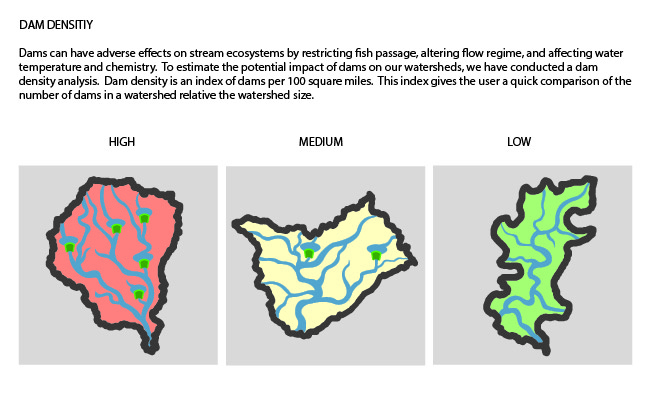 DAM DENSITIY
Dams can have adverse effects on stream ecosystems by restricting fish passage, altering flow regime, and affecting water
temperature and chemistry.  To estimate the potential impact of dams on our watersheds, we have conducted a dam
density analysis.  Dam density is an index of dams per 100 square miles.  This index gives the user a quick comparison of the
number of dams in a watershed relative the watershed size.
HIGH MEDIUM LOW